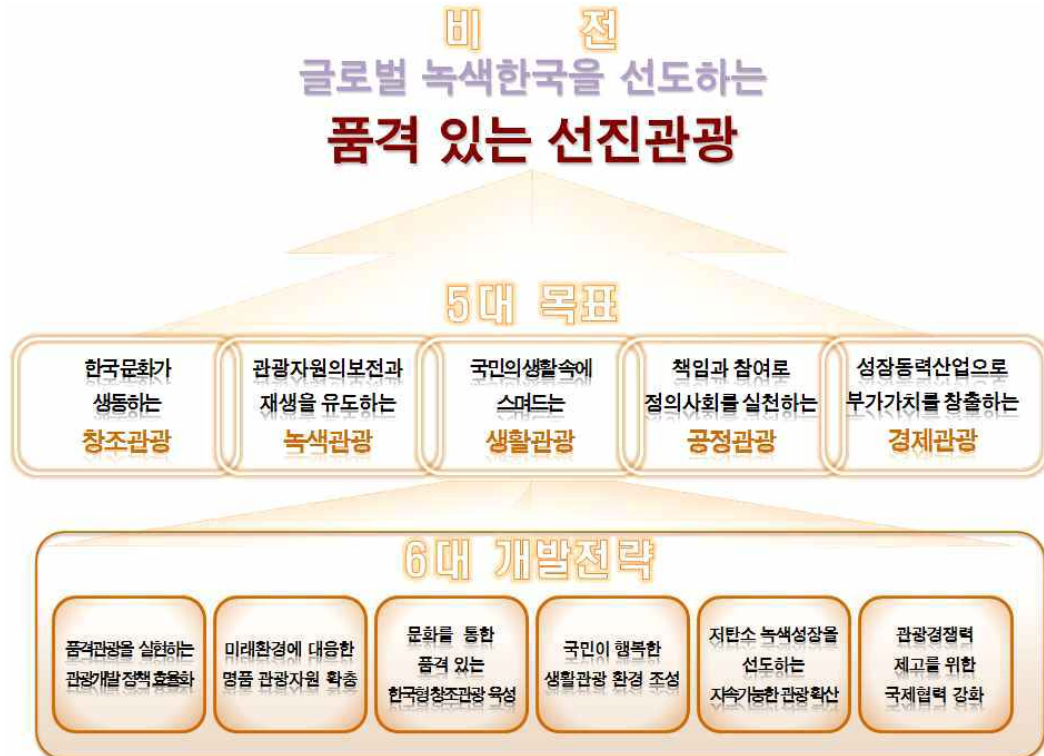 비 전
글로벌 녹색한국을 선도하는
품격 있는 선진관광
5대 목표
한국문화가
생동하는
창조관광
관광자원의보전과
재생을 유도하는
녹색관광
국민의생활속에
스며드는
생활관광
책임과 참여로
정의사회를 실천하는
공정관광
성장동력산업으로
부가가치를 창출하는
경제관광
6대 개발전략
품격관광을 실현하는
관광개발 정책 효율화
미래환경에 대응한
명품 관광자원 확충
문화를 통한
품격 있는
한국형창조관광 육성
국민이 행복한
생활관광 환경 조성
저탄소 녹색성장을
선도하는
지속가능한 관광확산
관광경쟁력
제고를 위한
국제협력 강화